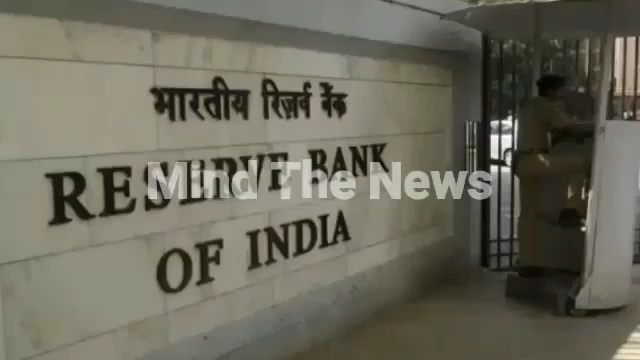 भारतीय रिज़र्व बैंक
RESERVE BANK
OF INDIA
Mind The News